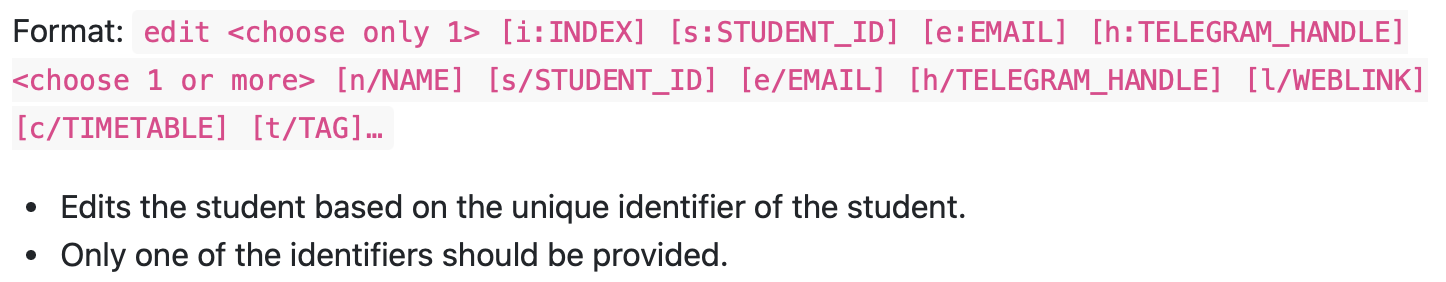 Format: edit <choose only 1> [i:INDEX] [s:STUDENT_ID] [e:EMAIL] [h:TELEGRAM_HANDLE]
<choose 1 or more> [n/NAME] [s/STUDENT_ID] [e/EMAIL] [h/TELEGRAM_HANDLE] [l/WEBLINK]
[c/TIMETABLE] [t/TAG]…
• Edits the student based on the unique identifier of the student.
• Only one of the identifiers should be provided.